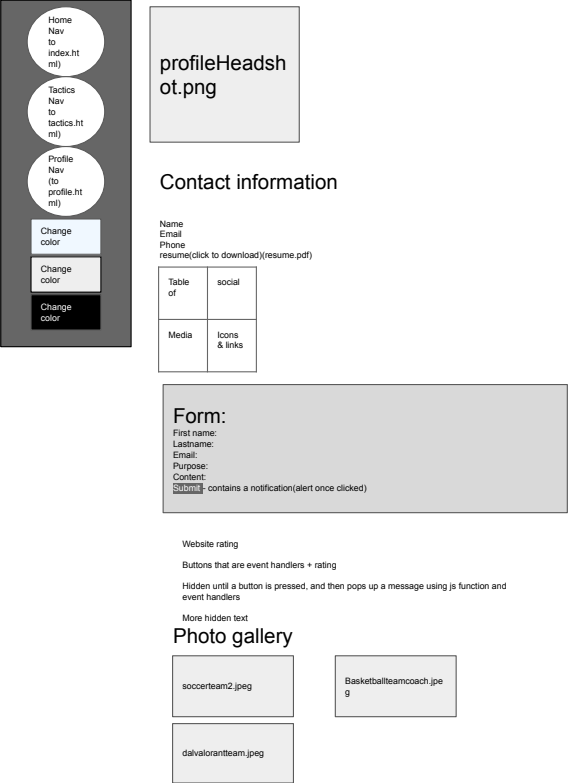 Home
Nav
to
index.ht
ml)
Tactics
Nav
to
tactics.ht
ml)
Profile
Nav
(to
profile.ht
ml)
Change
color
Change
color
Change
color
profileHeadsh
ot.png
Contact information
Name
Email
Phone
resume(click to download)(resume.pdf)
Table
of
social
Media
Icons
& links
Form:
First name:
Lastname:
Email:
Purpose:
Content:
Submit - contains a notification(alert once clicked)
Website rating
Buttons that are event handlers + rating
Hidden until a button is pressed, and then pops up a message using js function and
event handlers
More hidden text
Photo gallery
soccerteam2.jpeg
Basketballteamcoach.jpe
g
dalvalorantteam.jpeg